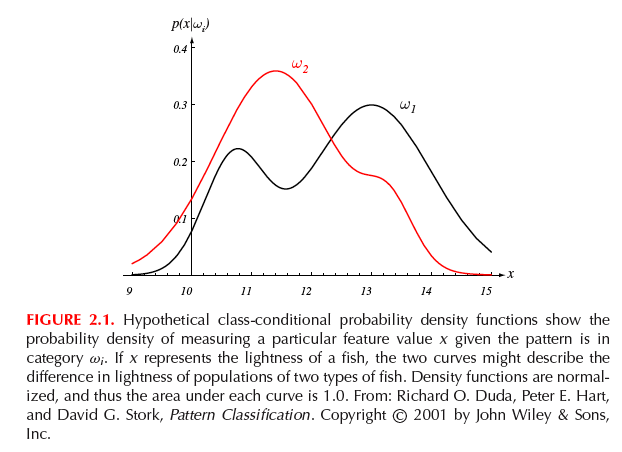 p(x|ωi)
0.4
ω2
0.3
ω1
0.2
0.1
x
9 10 11 12 13 14 15
FIGURE 2.1. Hypothetical class-conditional probability density functions show the
probability density of measuring a particular feature value x given the pattern is in
category ωi. If x represents the lightness of a fish, the two curves might describe the
difference in lightness of populations of two types of fish. Density functions are normal-
ized, and thus the area under each curve is 1.0. From: Richard O. Duda, Peter E. Hart,
and David G. Stork, Pattern Classification. Copyright © 2001 by John Wiley & Sons,
Inc.